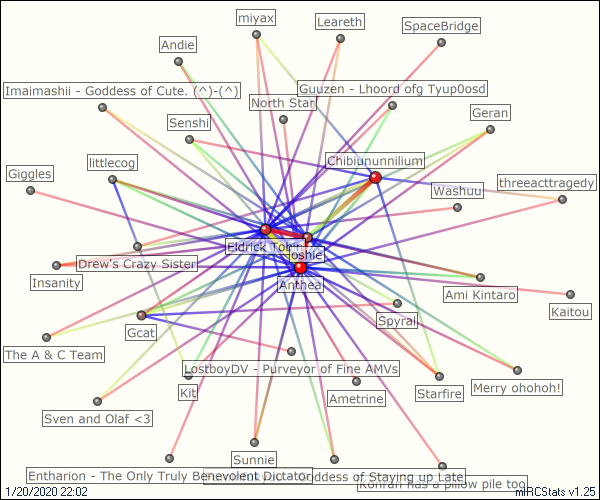 miyax
Leareth
SpaceBridge
Andie
Imaimashii - Goddess of Cute. (^)-(^)
Guuzen - Lhoord ofg Tyup0osd
North Star
Geran
Senshi
Chibiununnilium
littlecog
Giggles
Washuu
threeacttragedy
Eldrick Tobin
oshie
Drew's Crazy Sister
Insanity
Anthea
Ami Kintaro
Kaitou
Gcat
Spyral
The A & C Team
LostboyDV - Purveyor of Fine AMVs
Kit
Ametrine
Starfire
Merry ohohoh!
Sven and Olaf <3
Sunnie
Entharion - The Only Truly Benevolent Dictator
Goddess of Staying up Late
Konran has a pillow pile too
1/20/2020 22:02
mIRCStats v1.25